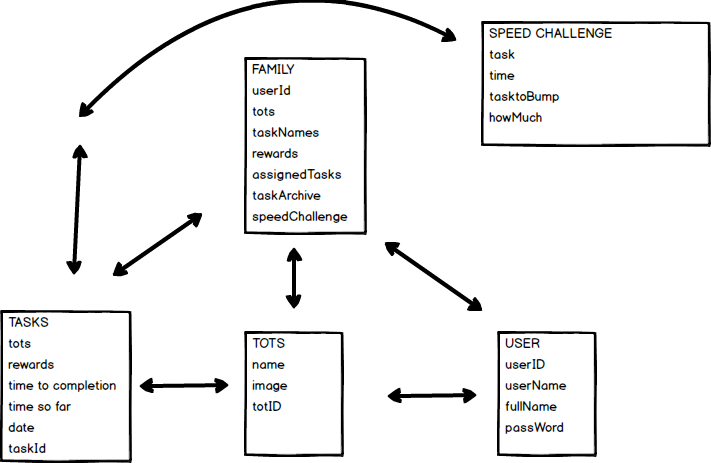 SPEED CHALLENGE
task
time
tasktoBump
howMuch
FAMILY
userId
tots
taskNames
rewards
assignedTasks
taskArchive
speedChallenge
TASKS
tots
rewards
time to completion
time so far
date
taskId
TOTS
name
image
totID
USER
userID
userName
fullName
passWord